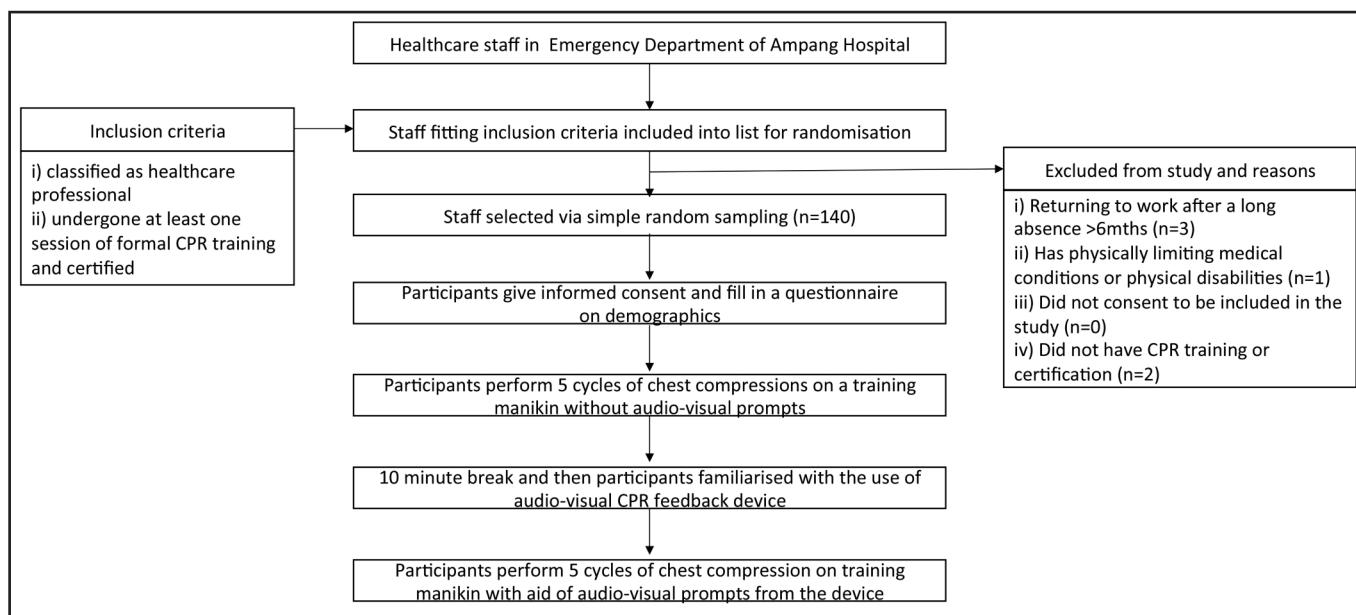 Healthcare staff in  Emergency Department of Ampang Hospital
Inclusion criteria
i) classified as healthcare
professional
ii) undergone at least one
session of formal CPR training
and certified
Staff fitting inclusion criteria included into list for randomisation
Excluded from study and reasons
i) Returning to work after a long
absence >6mths (n=3)
ii) Has physically limiting medical
conditions or physical disabilities (n=1)
iii) Did not consent to be included in the
study (n=0)
iv) Did not have CPR training or
certification (n=2)
Staff selected via simple random sampling (n=140)
Participants give informed consent and fill in a questionnaire
on demographics
Participants perform 5 cycles of chest compressions on a training
manikin without audio-visual prompts
10 minute break and then participants familiarised with the use of
audio-visual CPR feedback device
Participants perform 5 cycles of chest compression on training
manikin with aid of audio-visual prompts from the device